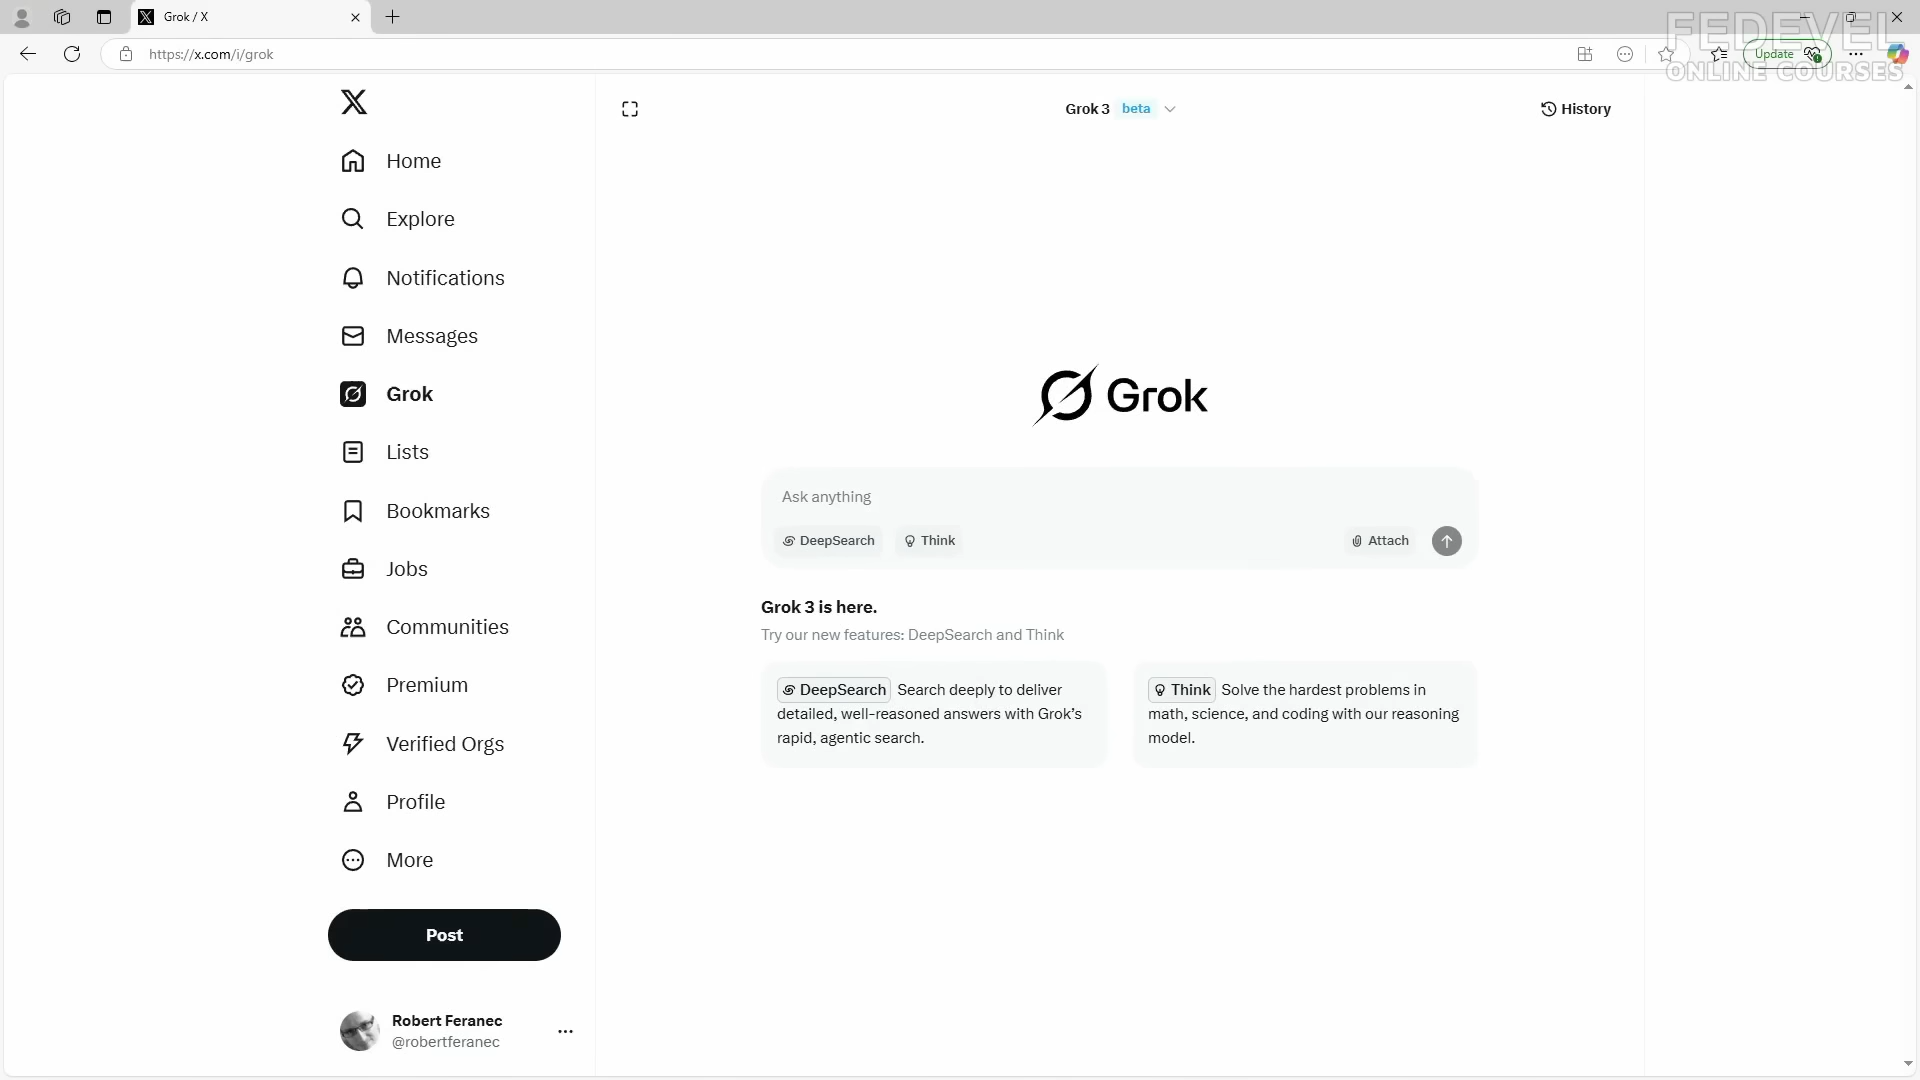 Grok / X
FEDEVEL
ONLINE COURSES
https://x.com/i/grok
Update
Grok 3 beta
History
Home
Explore
Notifications
Messages
Grok
Lists
Bookmarks
Jobs
Communities
Premium
Verified Orgs
Profile
More
Post
Robert Feranec
@robertferanec
Grok
Ask anything
DeepSearch Think Attach
Grok 3 is here.
Try our new features: DeepSearch and Think
DeepSearch Search deeply to deliver
detailed, well-reasoned answers with Grok’s
rapid, agentic search.
Think Solve the hardest problems in
math, science, and coding with our reasoning
model.